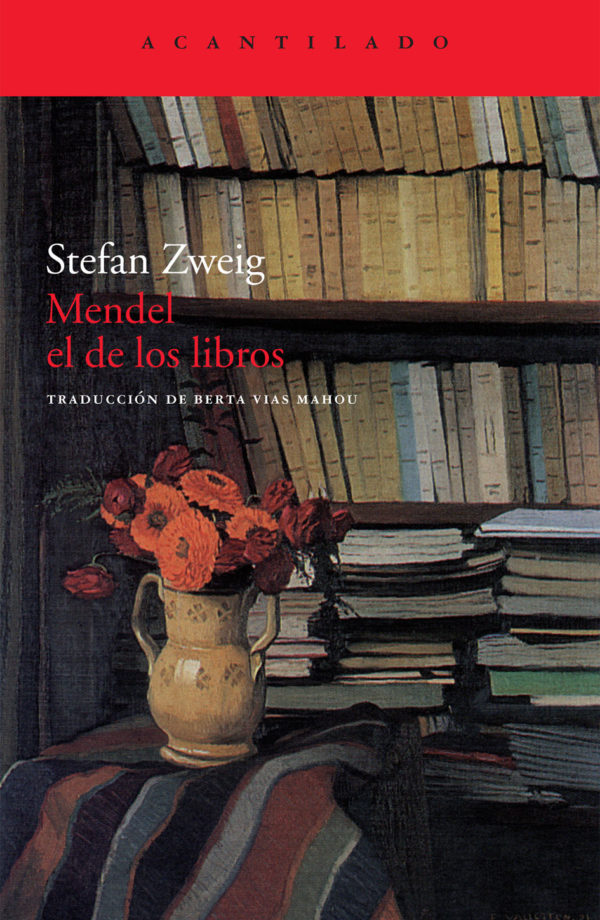 ACANTILADO
Stefan Zweig
Mendel
el de los libros
TRADUCCIÓN DE BERTA VIAS MAHOU